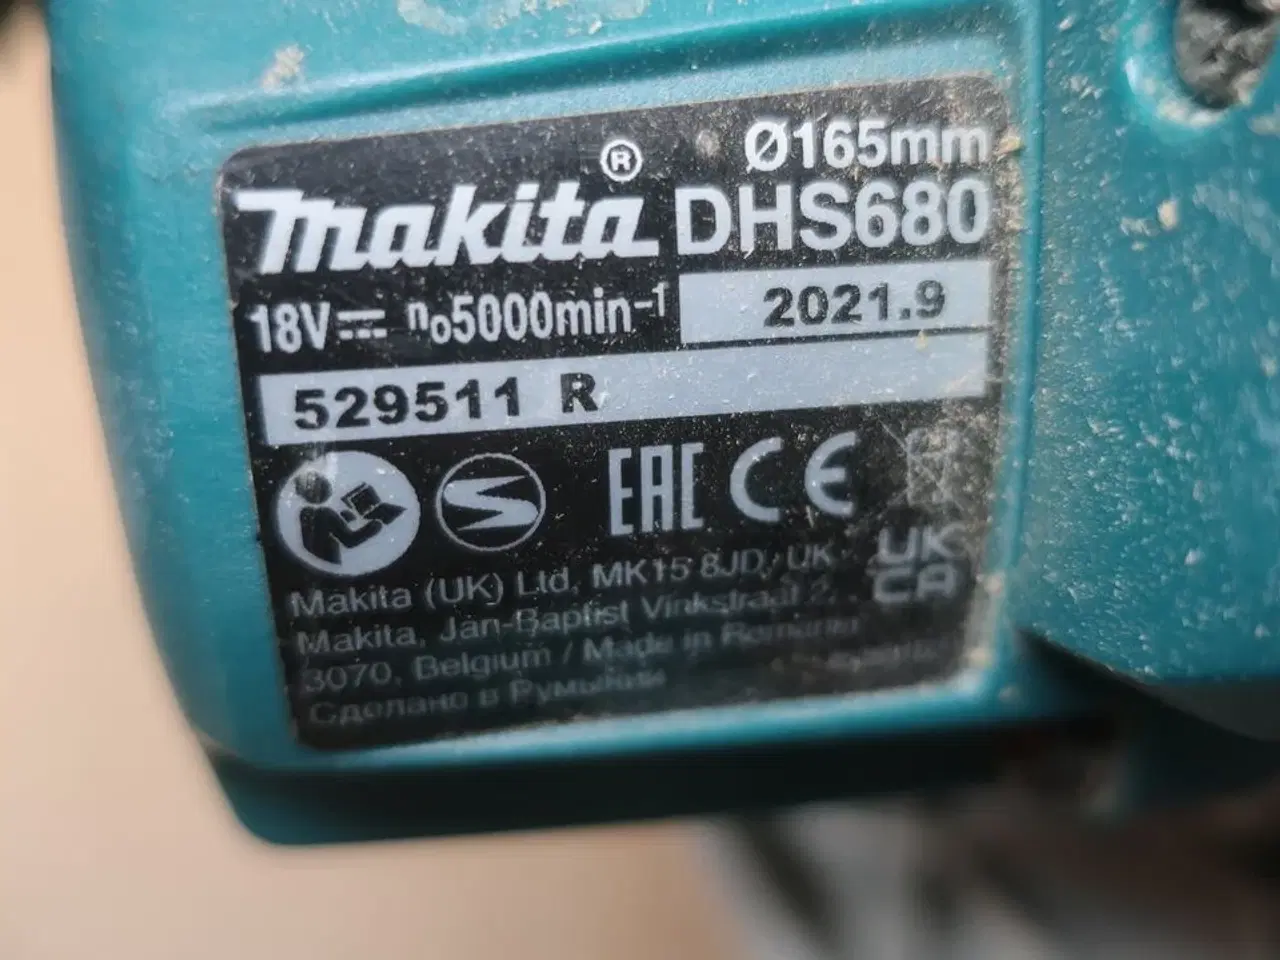 Ø165mm
makita® DHS680
18V⎓ n₀5000min⁻¹ 2021.9
529511 R
EAC CE
UK
CA
Makita (UK) Ltd, MK15 8JD, UK
Makita, Jan-Baptist Vinkstraat 2,
3070, Belgium / Made in Romania
Сделано в Румынии